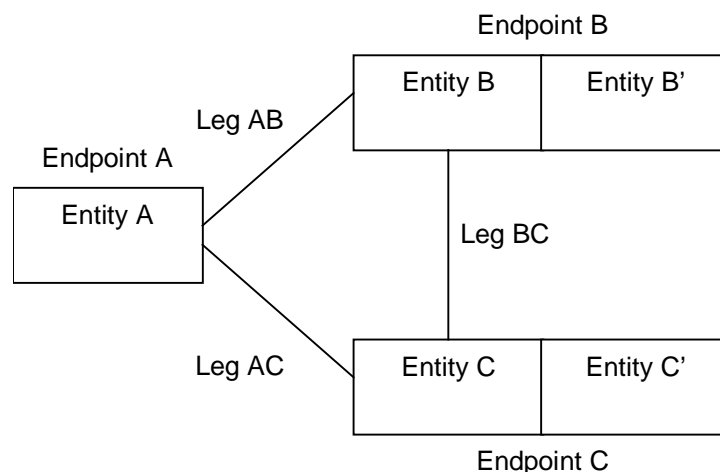 Endpoint B
Entity B
Entity B’
Leg AB
Endpoint A
Entity A
Leg BC
Leg AC
Entity C
Entity C’
Endpoint C